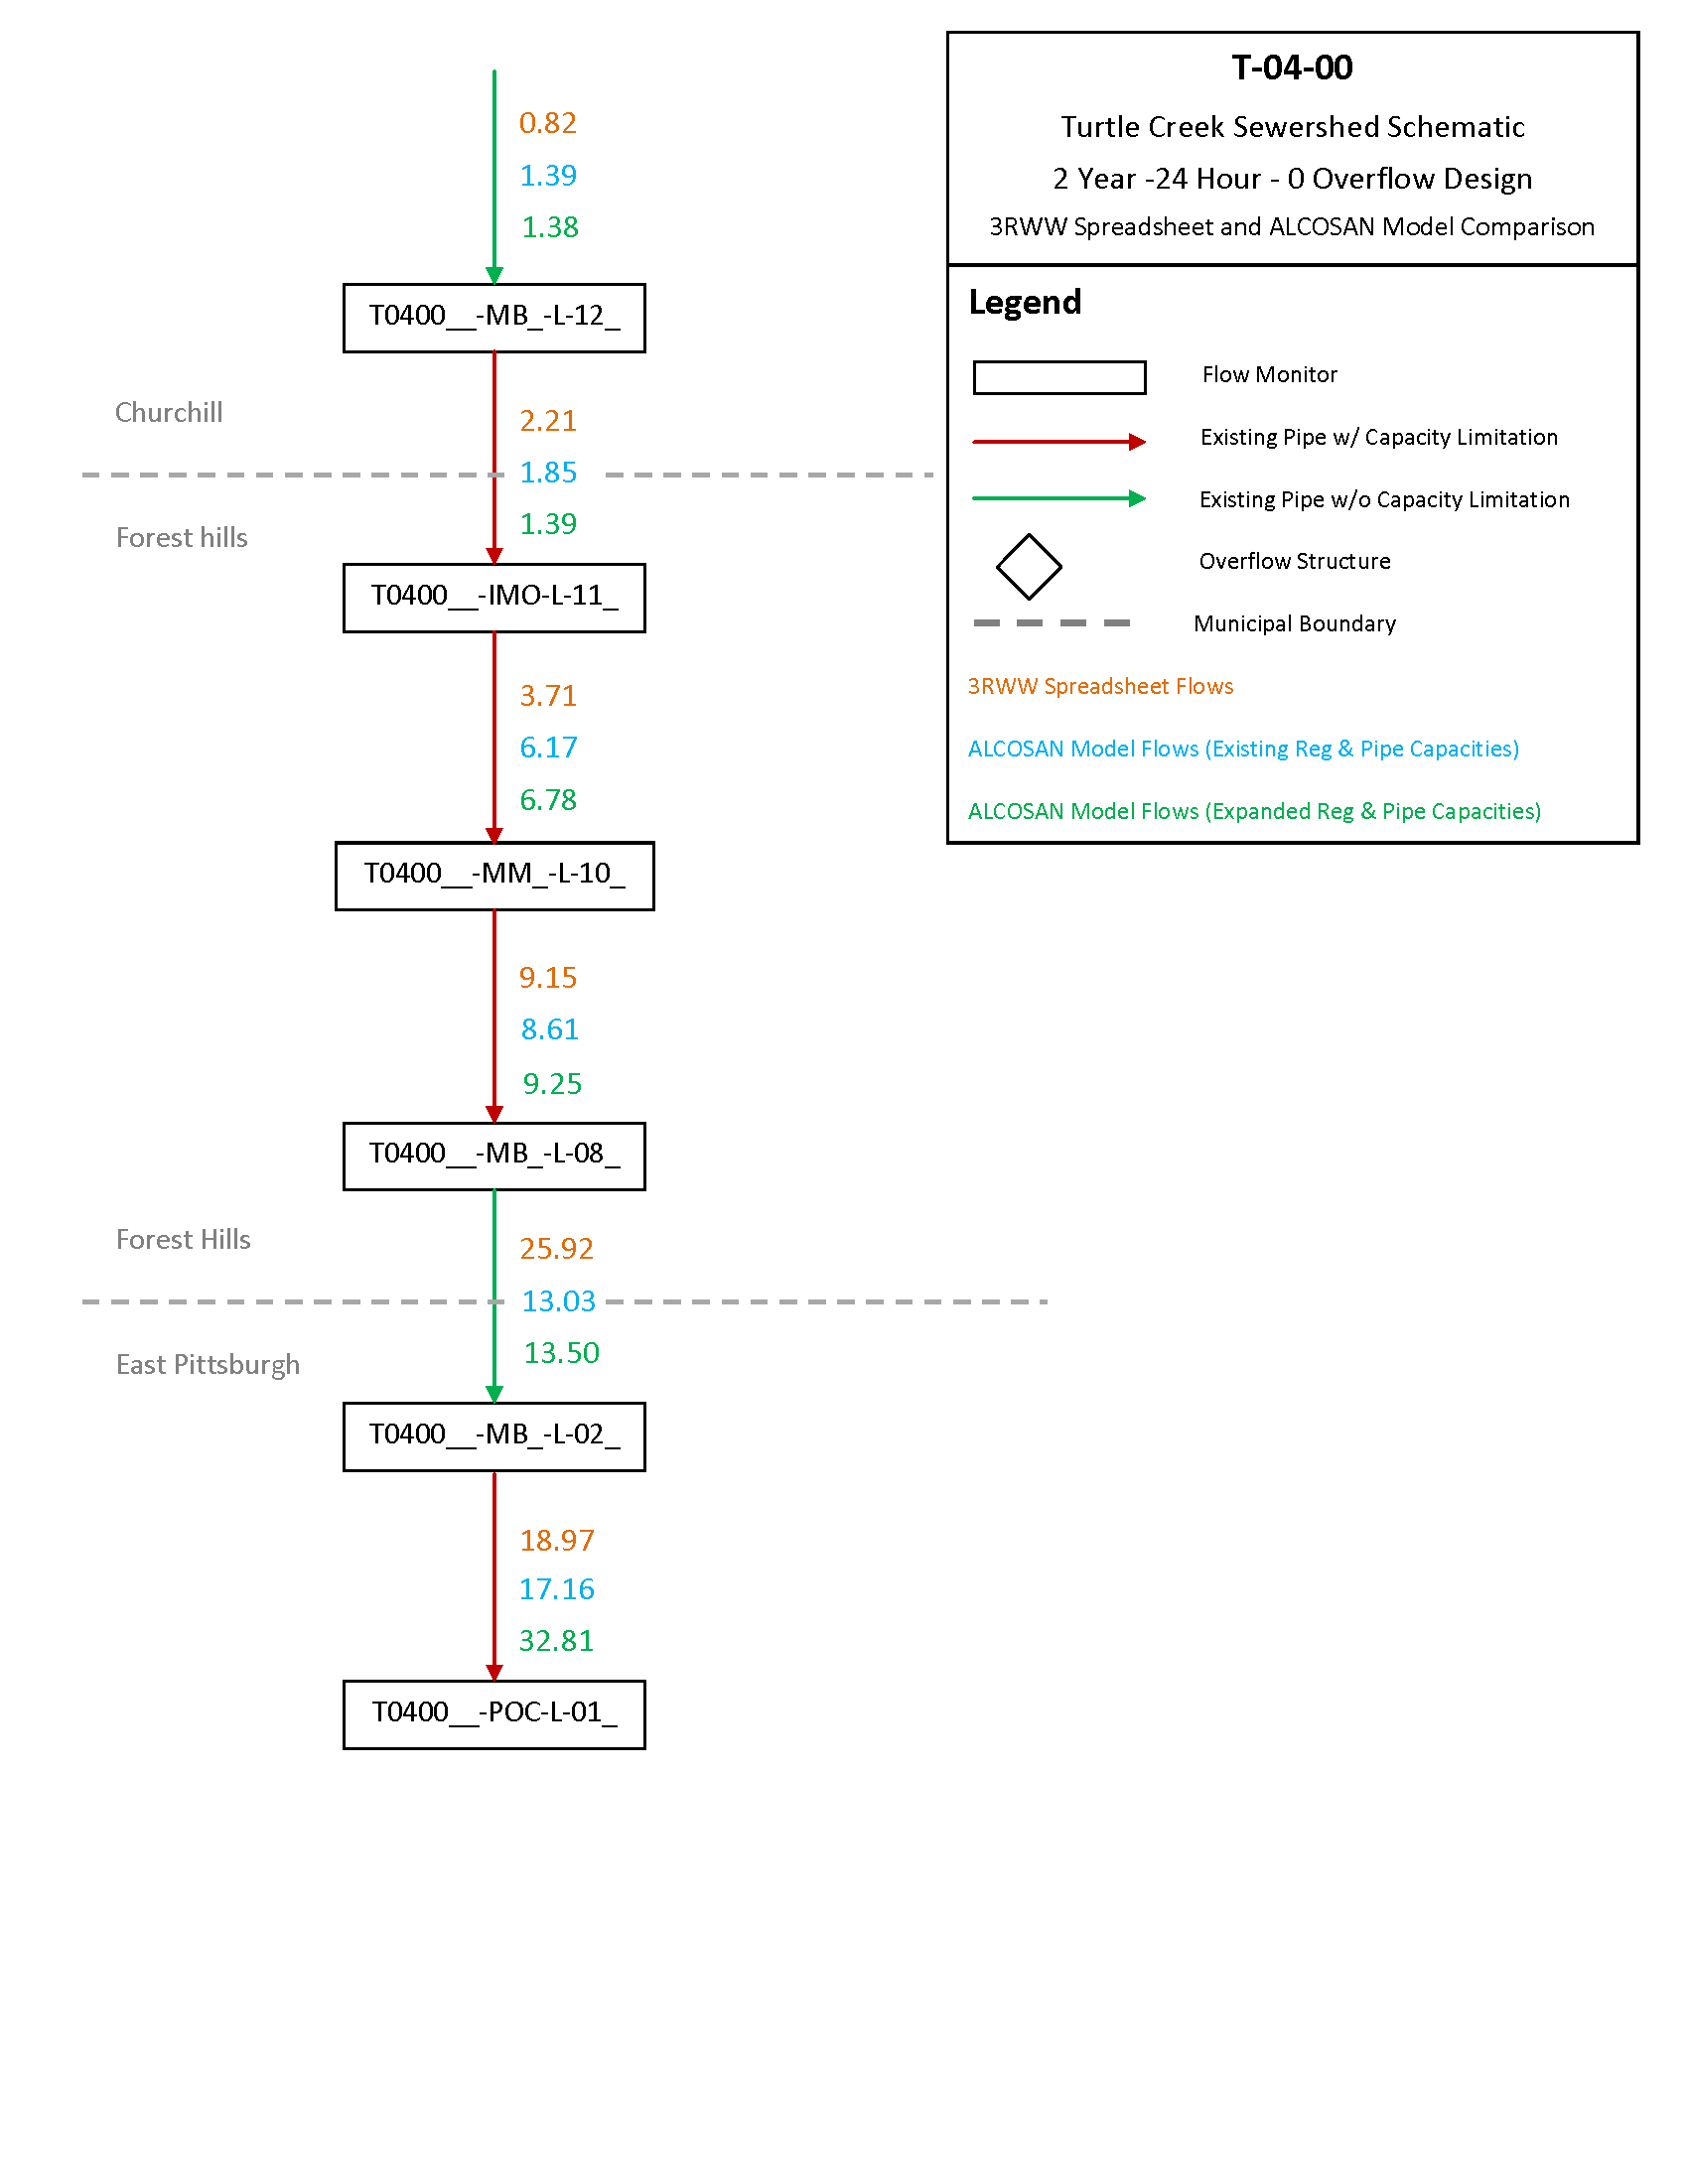 T-04-00
Turtle Creek Sewershed Schematic
2 Year -24 Hour - 0 Overflow Design
3RWW Spreadsheet and ALCOSAN Model Comparison
Legend
Flow Monitor
Existing Pipe w/ Capacity Limitation
Existing Pipe w/o Capacity Limitation
Overflow Structure
Municipal Boundary
3RWW Spreadsheet Flows
ALCOSAN Model Flows (Existing Reg & Pipe Capacities)
ALCOSAN Model Flows (Expanded Reg & Pipe Capacities)
0.82
1.39
1.38
T0400__-MB_-L-12_
Churchill
2.21
1.85
1.39
Forest hills
T0400__-IMO-L-11_
3.71
6.17
6.78
T0400__-MM_-L-10_
9.15
8.61
9.25
T0400__-MB_-L-08_
Forest Hills
25.92
13.03
13.50
East Pittsburgh
T0400__-MB_-L-02_
18.97
17.16
32.81
T0400__-POC-L-01_